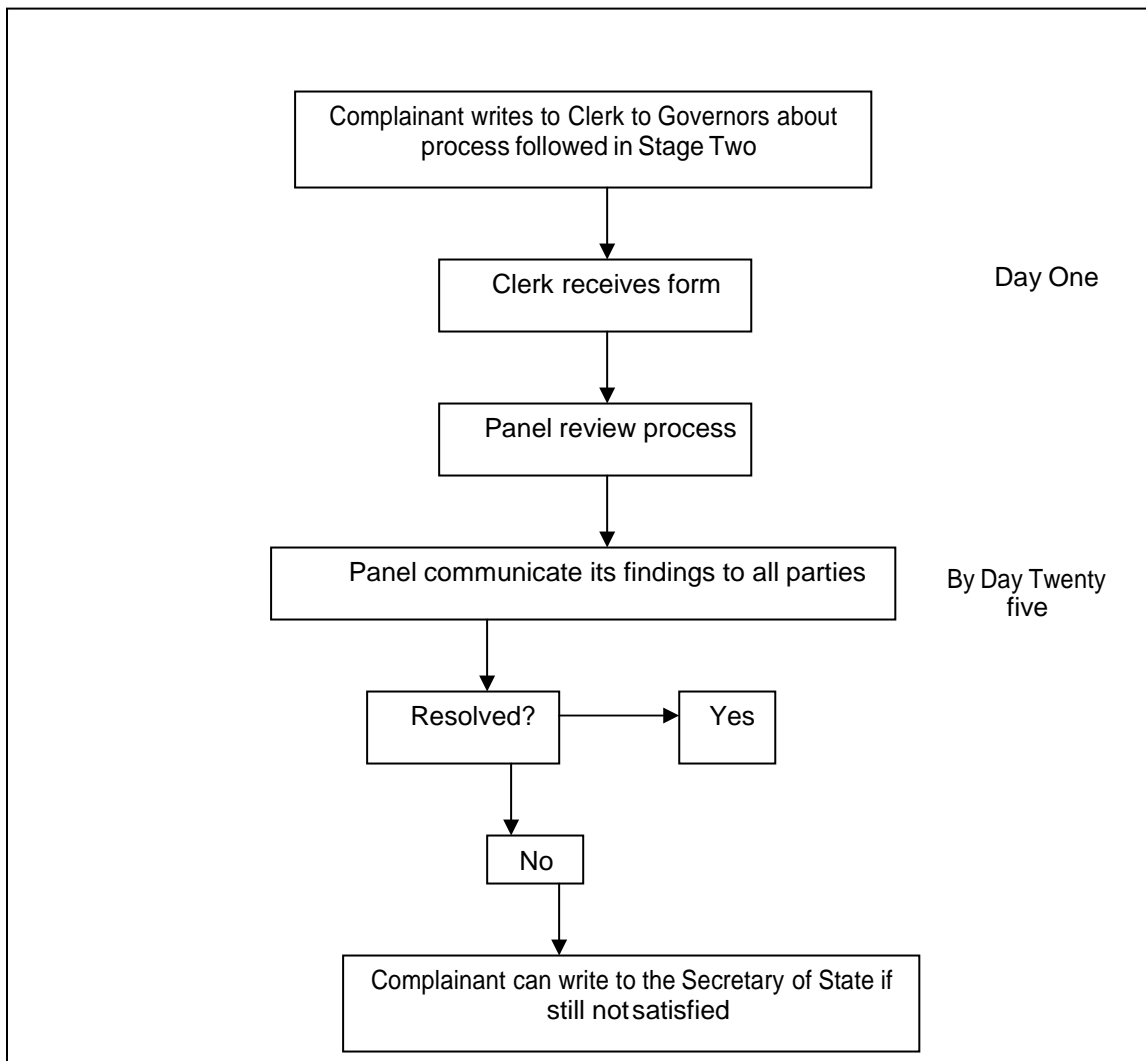 Complainant writes to Clerk to Governors about
process followed in Stage Two
Clerk receives form
Day One
Panel review process
Panel communicate its findings to all parties
By Day Twenty
five
Resolved?
Yes
No
Complainant can write to the Secretary of State if
still not satisfied